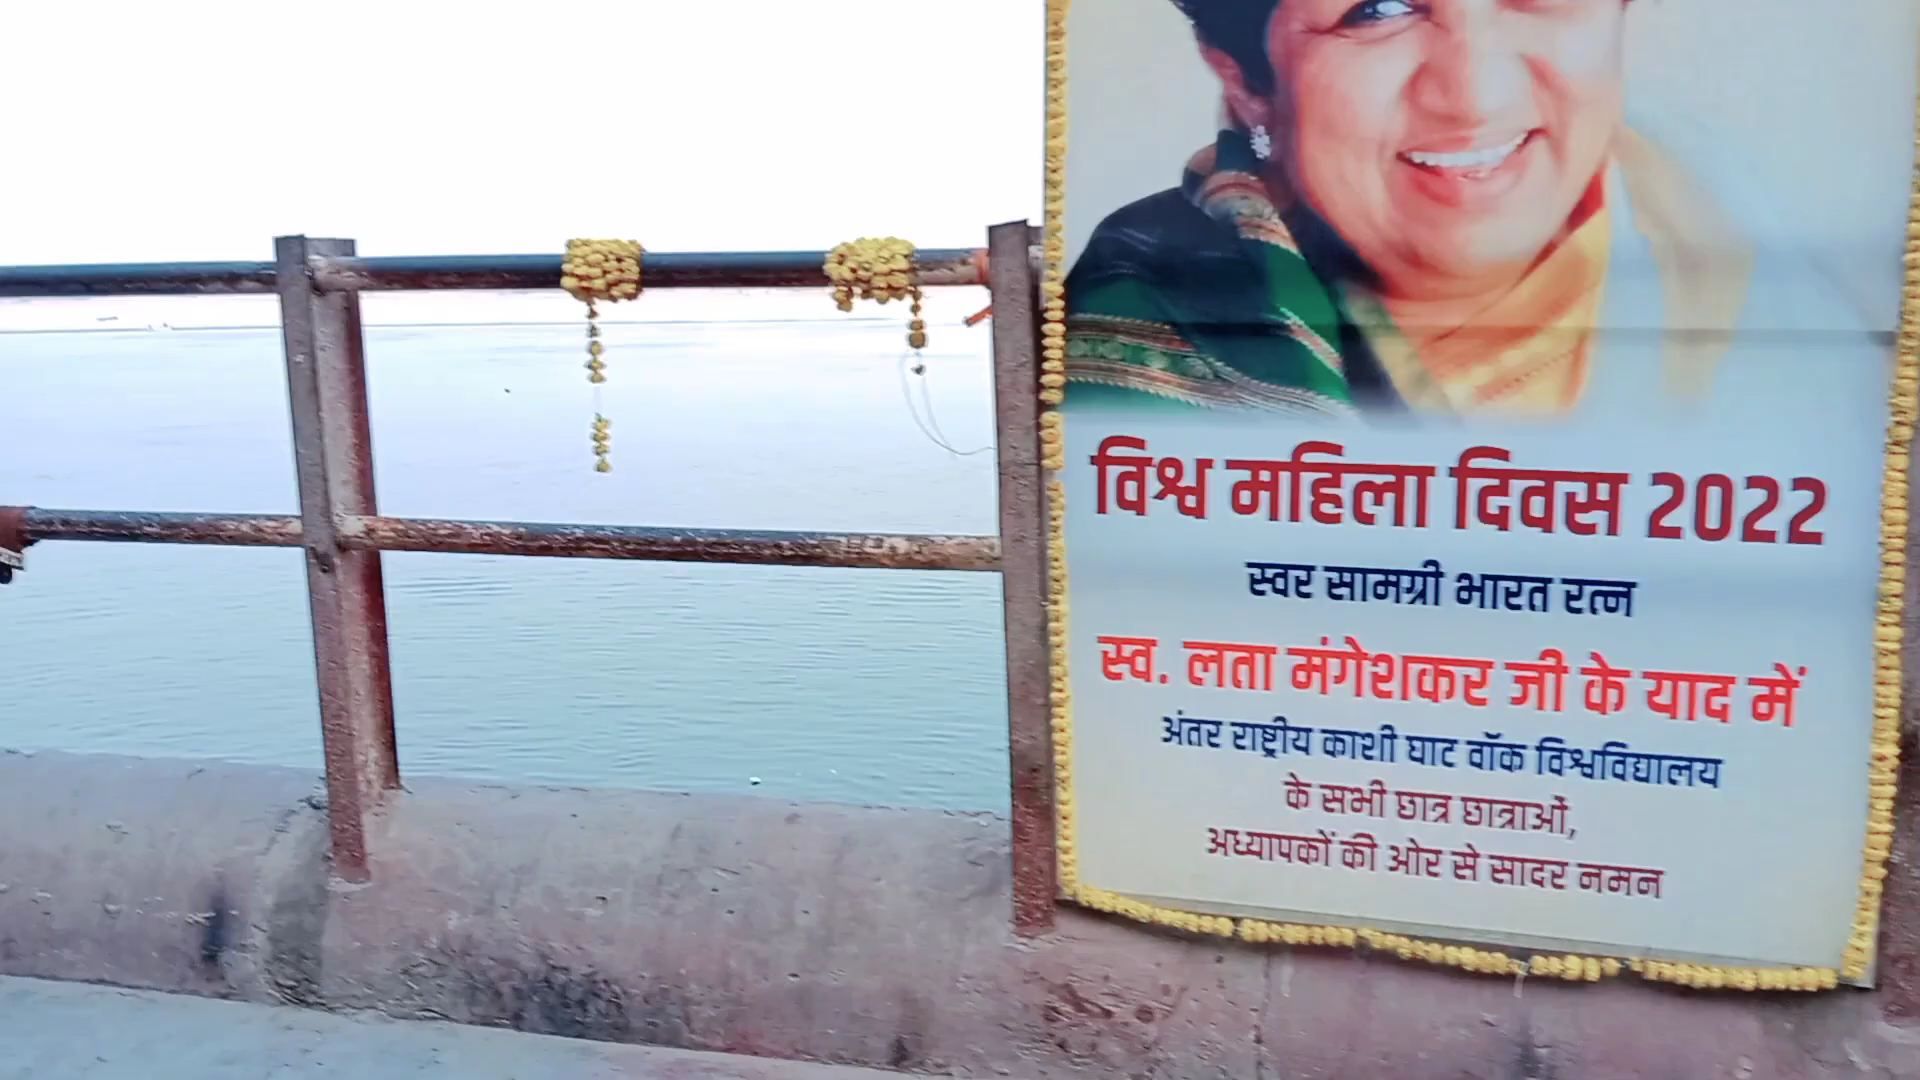 विश्व महिला दिवस 2022
स्वर सामग्री भारत रत्न
स्व. लता मंगेशकर जी के याद में
अंतर राष्ट्रीय काशी घाट वॉक विश्वविद्यालय
के सभी छात्र छात्राओं,
अध्यापकों की ओर से सादर नमन